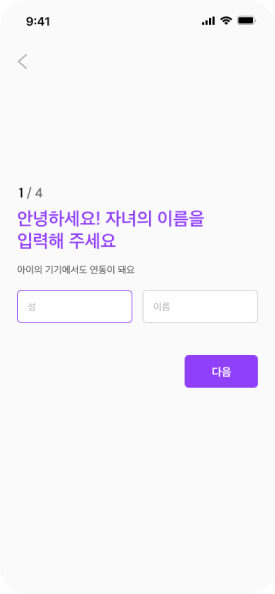 9:41
1 / 4
안녕하세요! 자녀의 이름을
입력해 주세요
아이의 기기에서도 연동이 돼요
성
이름
다음